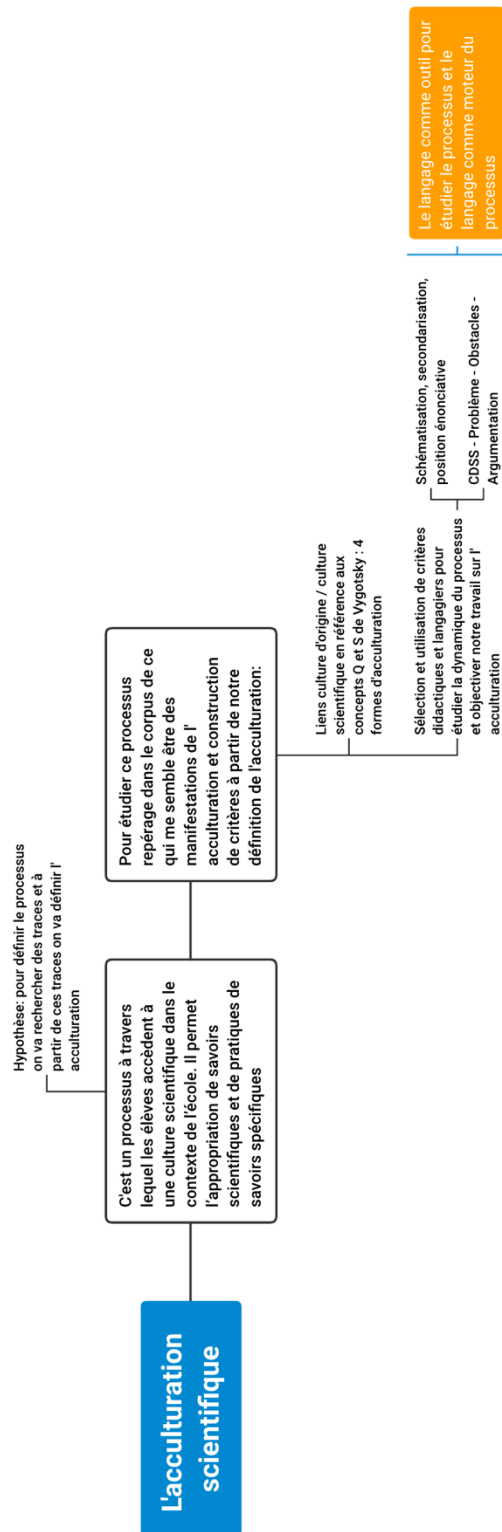 L'acculturation
scientifique
C'est un processus à travers
lequel les élèves accèdent à
une culture scientifique dans le
contexte de l'école. Il permet
l'appropriation de savoirs
scientifiques et de pratiques de
savoirs spécifiques
Hypothèse: pour définir le processus
on va rechercher des traces et à
partir de ces traces on va définir l'
acculturation
Pour étudier ce processus
repérage dans le corpus de ce
qui me semble être des
manifestations de l'
acculturation et construction
de critères à partir de notre
définition de l'acculturation:
Liens culture d'origine / culture
scientifique en référence aux
concepts Q et S de Vygotsky : 4
formes d'acculturation
Sélection et utilisation de critères
didactiques et langagiers pour
étudier la dynamique du processus
et objectiver notre travail sur l'
acculturation
Schématisation, secondarisation,
position énonciative
CDSS - Problème - Obstacles -
Argumentation
Le langage comme outil pour
étudier le processus et le
langage comme moteur du
processus